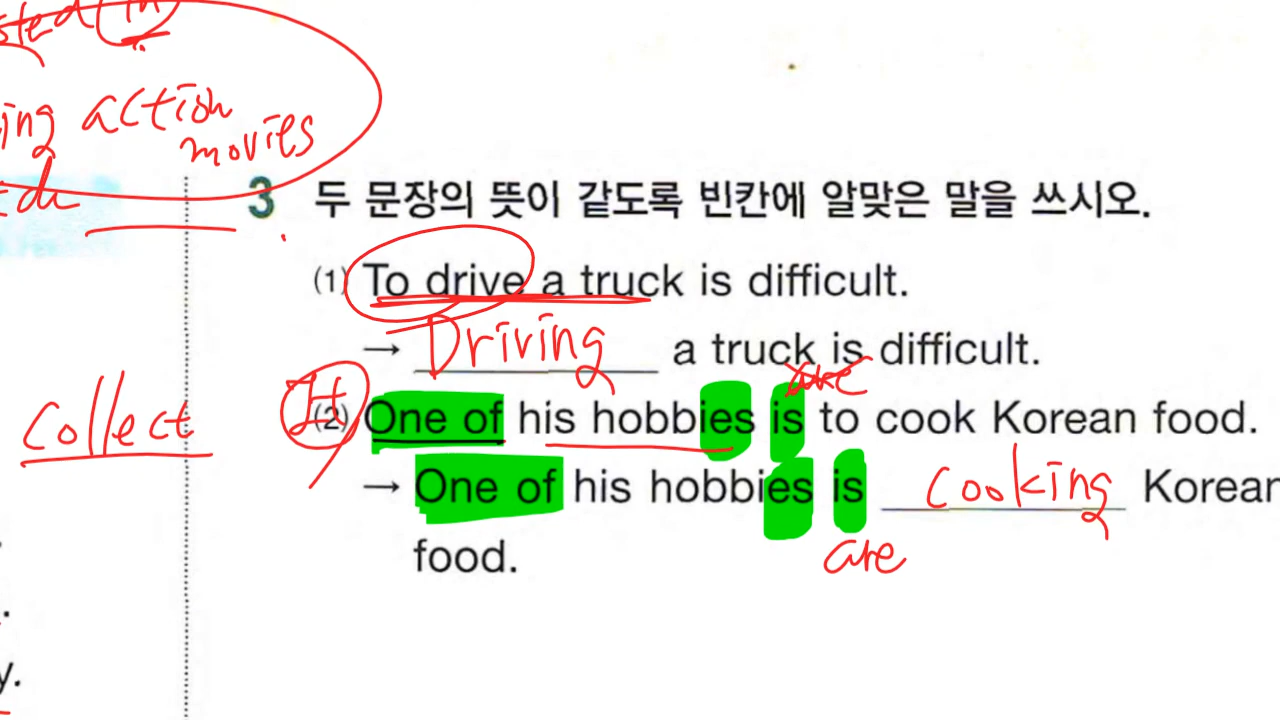 in
ing action
movies
3 두 문장의 뜻이 같도록 빈칸에 알맞은 말을 쓰시오.
(1) To drive a truck is difficult.
→ Driving a truck is difficult.
are
It
(2) One of his hobbies is to cook Korean food.
collect
→ One of his hobbies is cooking Korean
are
food.
y.